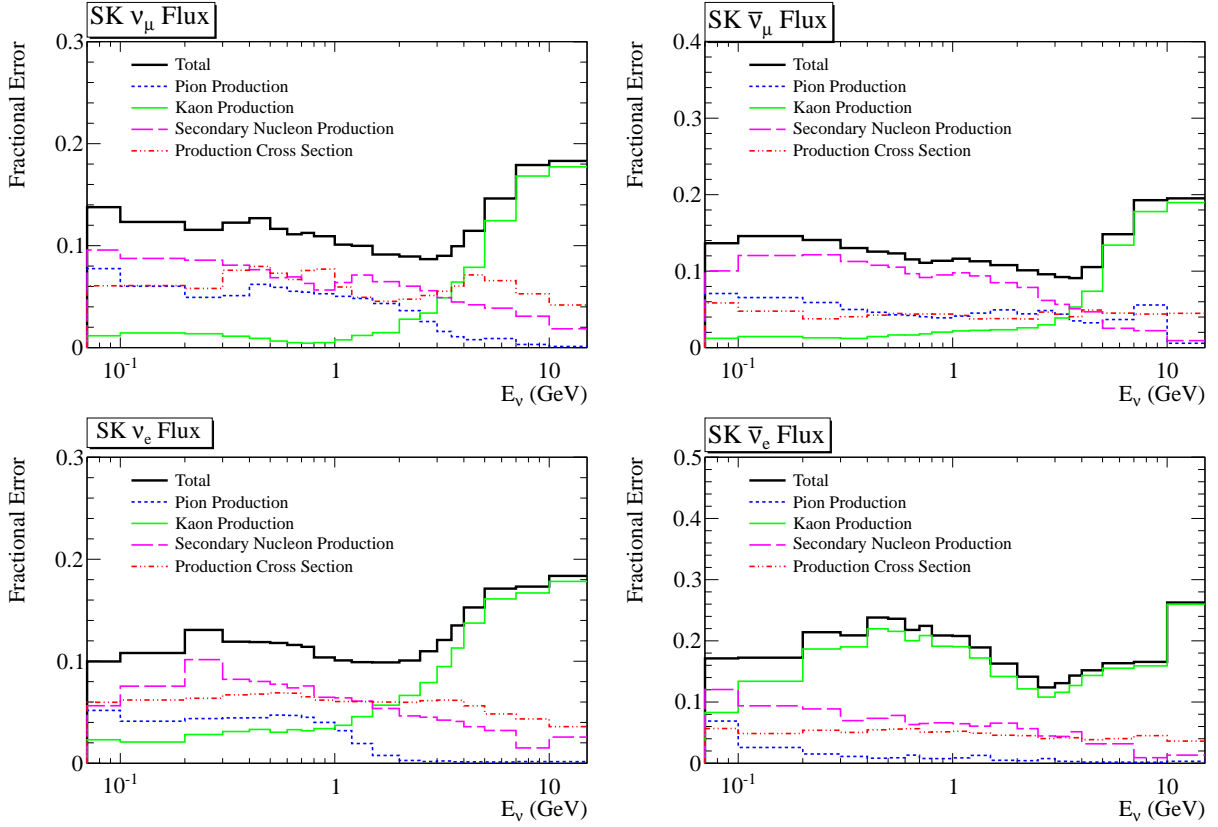 SK ν_μ Flux
Fractional Error
0.3
0.2
0.1
0
Total
Pion Production
Kaon Production
Secondary Nucleon Production
Production Cross Section
10⁻¹
1
10
E_ν (GeV)
SK ν̅_μ Flux
Fractional Error
0.4
0.3
0.2
0.1
0
Total
Pion Production
Kaon Production
Secondary Nucleon Production
Production Cross Section
10⁻¹
1
10
E_ν (GeV)
SK ν_e Flux
Fractional Error
0.3
0.2
0.1
0
Total
Pion Production
Kaon Production
Secondary Nucleon Production
Production Cross Section
10⁻¹
1
10
E_ν (GeV)
SK ν̅_e Flux
Fractional Error
0.5
0.4
0.3
0.2
0.1
0
Total
Pion Production
Kaon Production
Secondary Nucleon Production
Production Cross Section
10⁻¹
1
10
E_ν (GeV)